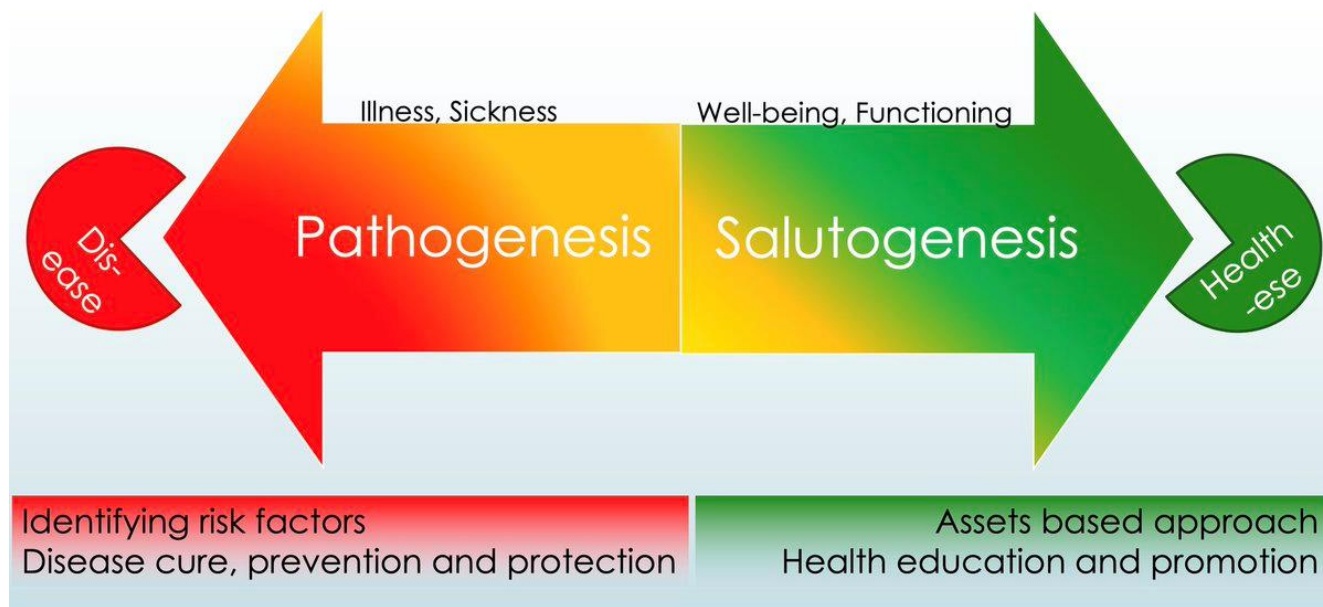 Illness, Sickness
Well-being, Functioning
Dis-
ease
Pathogenesis
Salutogenesis
Health
-ese
Identifying risk factors
Disease cure, prevention and protection
Assets based approach
Health education and promotion